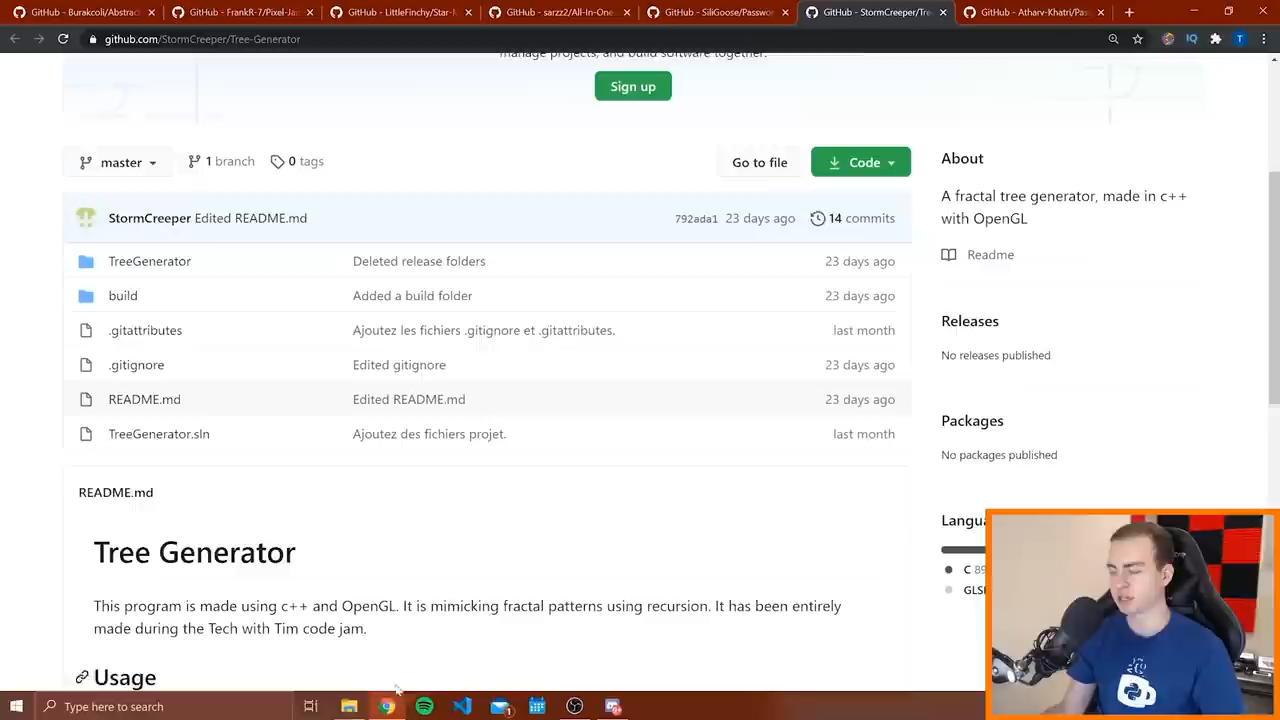 GitHub - Burakcoli/Abstrac
GitHub - FrankR-7/Pixel-Jam
GitHub - LittleFinchy/Star-
GitHub - sarzz2/All-In-One
GitHub - SiliGoose/Passwo
GitHub - StormCreeper/Tre
GitHub - Atharv-Khatri/Pas
github.com/StormCreeper/Tree-Generator
IQ
T
manage projects, and build software together.
Sign up
master
1 branch
0 tags
Go to file
Code
StormCreeper Edited README.md
792ada1 23 days ago
14 commits
TreeGenerator
Deleted release folders
23 days ago
build
Added a build folder
23 days ago
.gitattributes
Ajoutez les fichiers .gitignore et .gitattributes.
last month
.gitignore
Edited gitignore
23 days ago
README.md
Edited README.md
23 days ago
TreeGenerator.sln
Ajoutez des fichiers projet.
last month
README.md
Tree Generator
This program is made using c++ and OpenGL. It is mimicking fractal patterns using recursion. It has been entirely
made during the Tech with Tim code jam.
Usage
About
A fractal tree generator, made in c++
with OpenGL
Readme
Releases
No releases published
Packages
No packages published
Langua
C 89
GLS
Type here to search